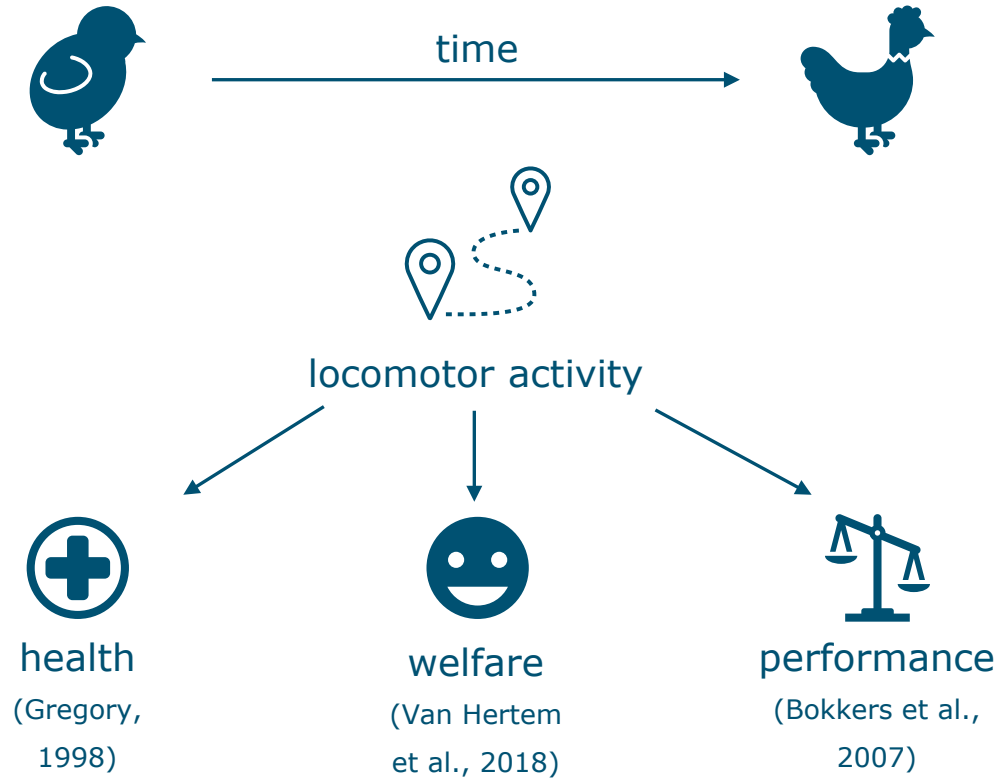 time
locomotor activity
health
(Gregory,
1998)
welfare
(Van Hertem
et al., 2018)
performance
(Bokkers et al.,
2007)